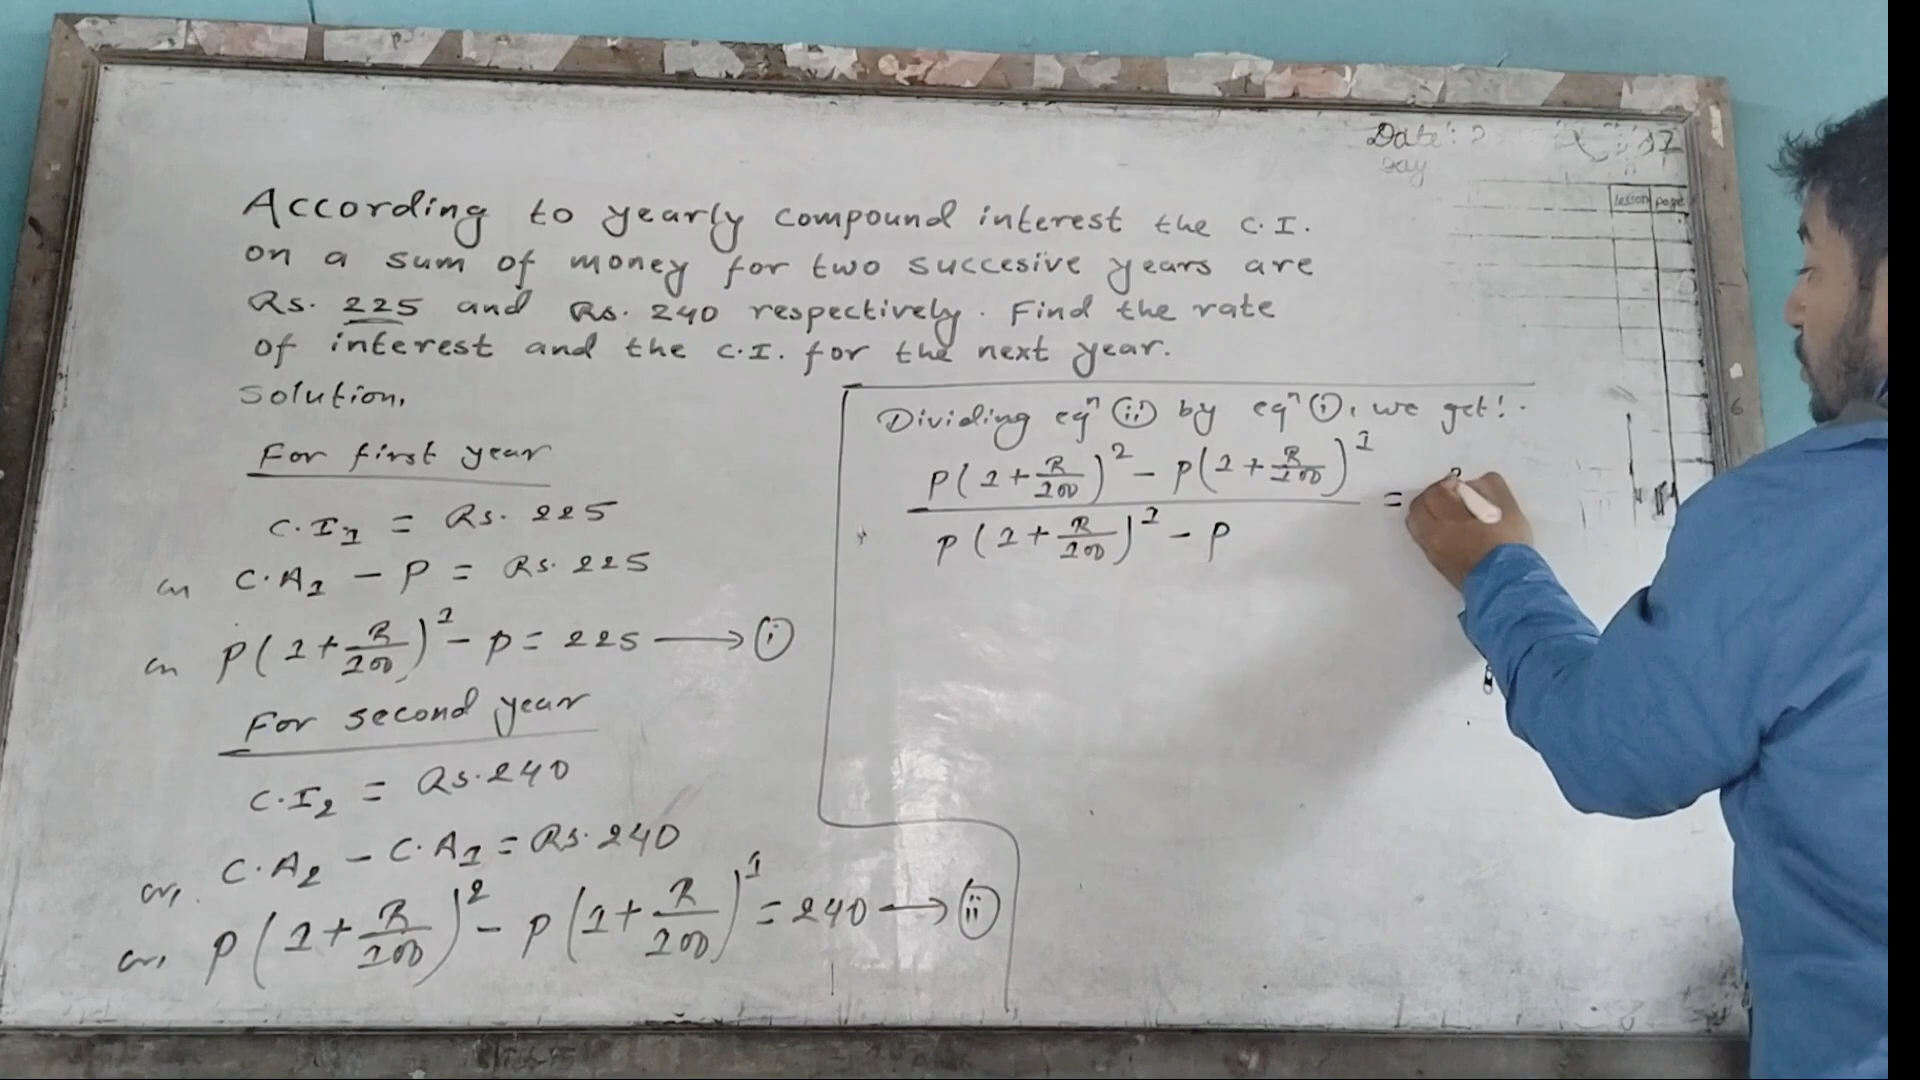 Date:
Day
lesson page
According to yearly compound interest the C.I.
on a sum of money for two succesive years are
Rs. 225 and Rs. 240 respectively. Find the rate
of interest and the C.I. for the next year.
Solution,
For first year
C.I₁ = Rs. 225
or C.A₁ - P = Rs. 225
or P(1+R/100)¹ - P = 225 → (i)
For second year
C.I₂ = Rs. 240
or, C.A₂ - C.A₁ = Rs. 240
or, P(1+R/100)² - P(1+R/100)¹ = 240 → (ii)
Dividing eqⁿ (ii) by eqⁿ (i), we get:
P(1+R/100)² - P(1+R/100)¹
=
P(1+R/100)¹ - P